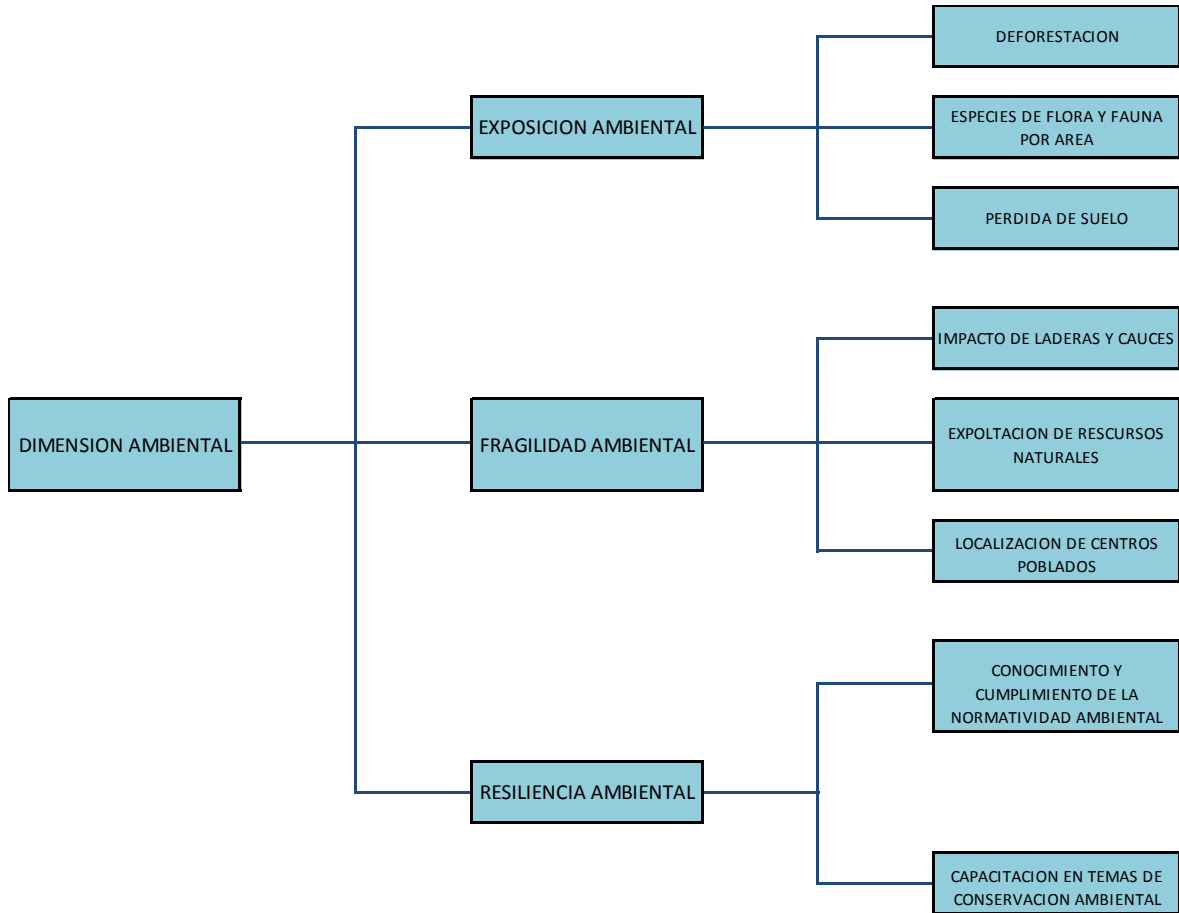 DEFORESTACION
EXPOSICION AMBIENTAL
ESPECIES DE FLORA Y FAUNA
POR AREA
PERDIDA DE SUELO
IMPACTO DE LADERAS Y CAUCES
DIMENSION AMBIENTAL
FRAGILIDAD AMBIENTAL
EXPOLTACION DE RESCURSOS
NATURALES
LOCALIZACION DE CENTROS
POBLADOS
CONOCIMIENTO Y
CUMPLIMIENTO DE LA
NORMATIVIDAD AMBIENTAL
RESILIENCIA AMBIENTAL
CAPACITACION EN TEMAS DE
CONSERVACION AMBIENTAL